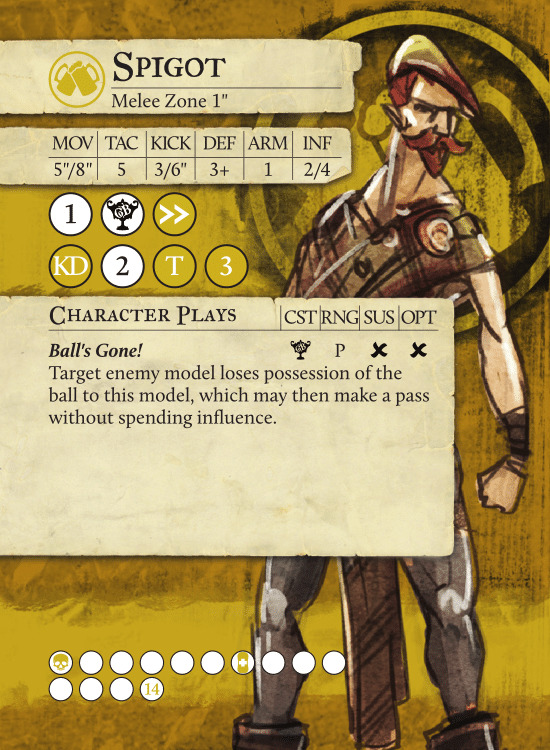 Spigot
Melee Zone 1"
MOV TAC KICK DEF ARM INF
5"/8" 5 3/6" 3+ 1 2/4
1 GB >>
KD 2 T 3
Character Plays CST RNG SUS OPT
Ball's Gone! GB P ✖ ✖
Target enemy model loses possession of the
ball to this model, which may then make a pass
without spending influence.
14